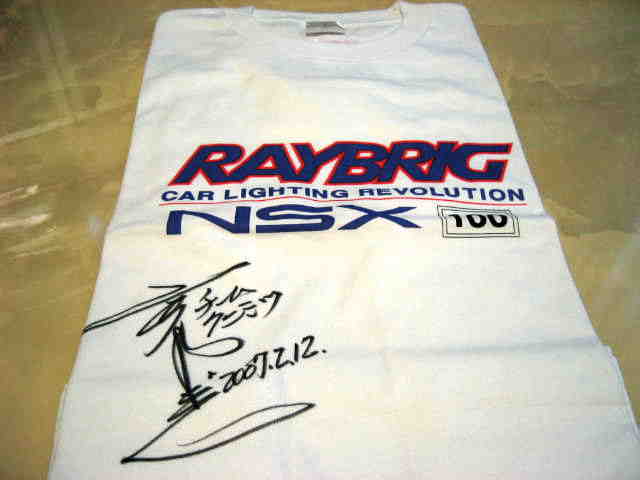 RAYBRIG
CAR LIGHTING REVOLUTION
NSX 100
チーム
クニミツ
2007.2.12.